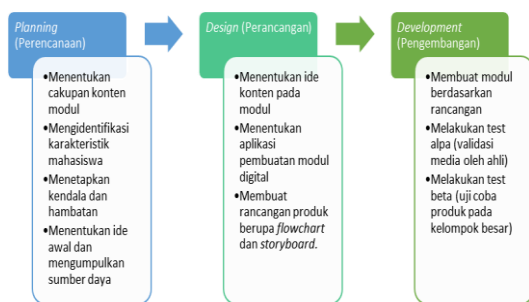 Planning
(Perencanaan)
•Menentukan
cakupan konten
modul
•Mengidentifikasi
karakteristik
mahasiswa
•Menetapkan
kendala dan
hambatan
•Menentukan ide
awal dan
mengumpulkan
sumber daya
Design (Perancangan)
•Menentukan ide
konten pada
modul
•Menentukan
aplikasi
pembuatan modul
digital
•Membuat
rancangan produk
berupa flowchart
dan storyboard.
Development
(Pengembangan)
•Membuat modul
berdasarkan
rancangan
•Melakukan test
alpa (validasi
media oleh ahli)
•Melakukan test
beta (uji coba
produk pada
kelompok besar)